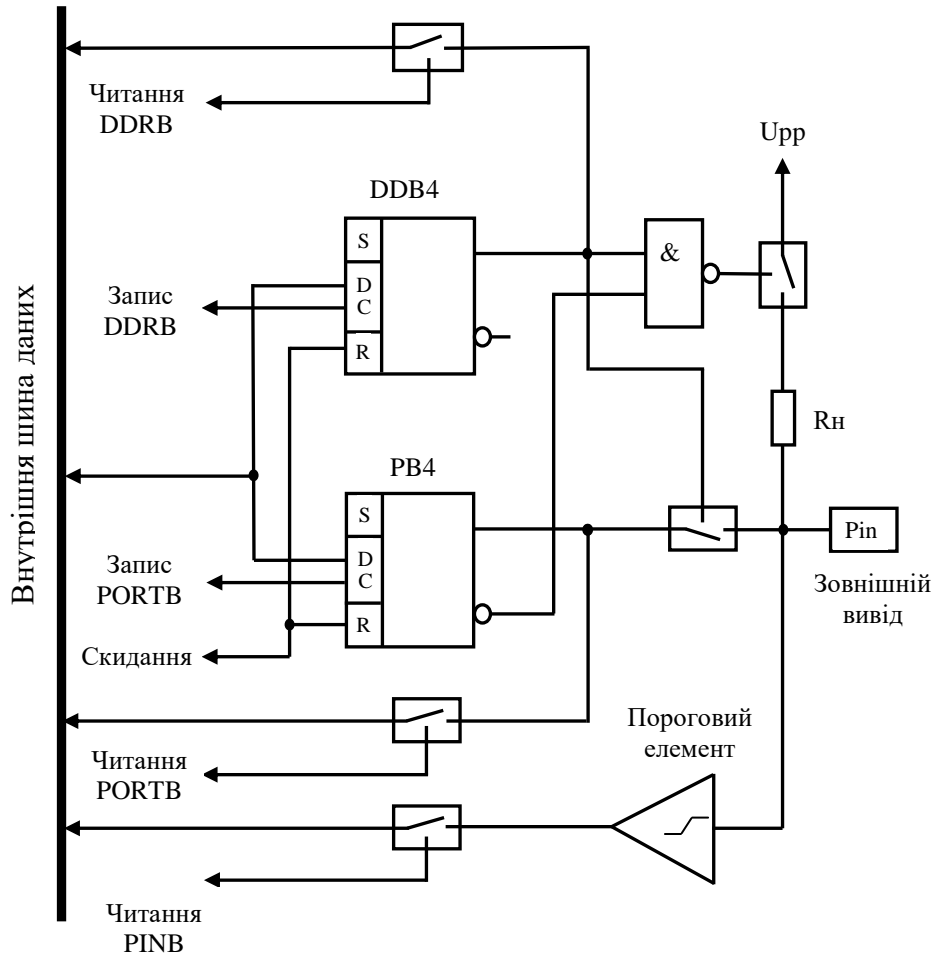 Читання
DDRB
Upp
DDB4
S
D
C
R
&
Запис
DDRB
Rн
Внутрішня шина даних
PB4
S
D
C
R
Pin
Запис
PORTB
Зовнішній
вивід
Скидання
Пороговий
елемент
Читання
PORTB
Читання
PINB